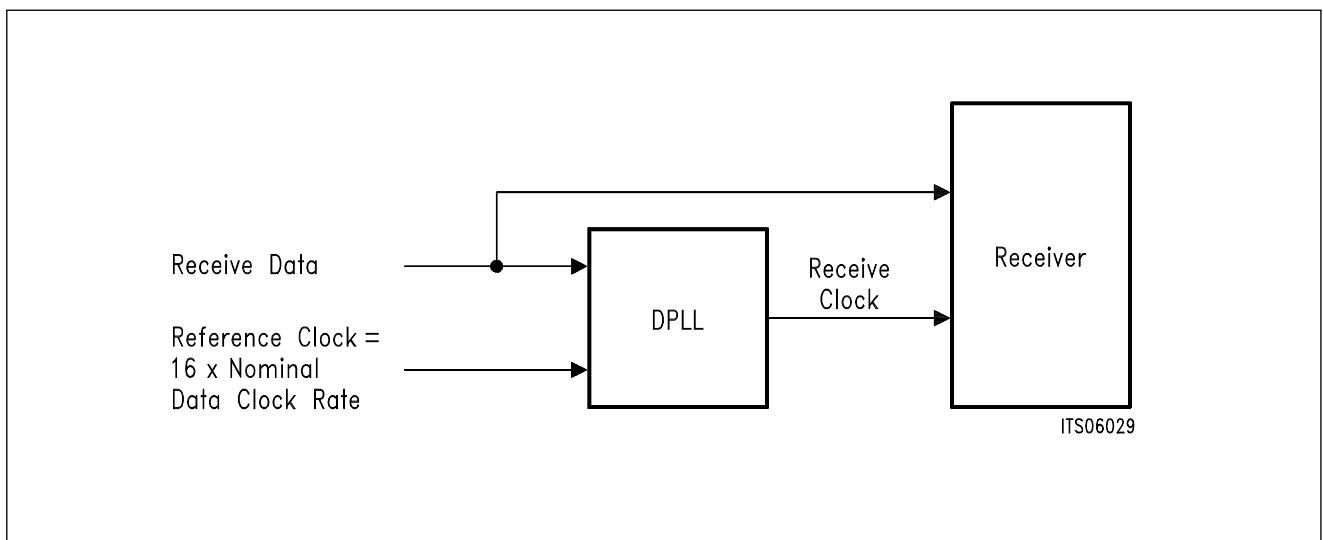 Receive Data
Reference Clock =
16 x Nominal
Data Clock Rate
DPLL
Receive
Clock
Receiver
ITS06029